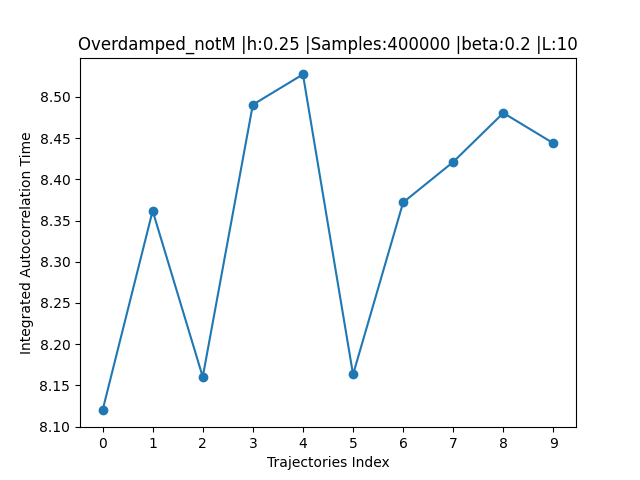 Overdamped_notM |h:0.25 |Samples:400000 |beta:0.2 |L:10
Integrated Autocorrelation Time
8.50
8.45
8.40
8.35
8.30
8.25
8.20
8.15
8.10
0 1 2 3 4 5 6 7 8 9
Trajectories Index